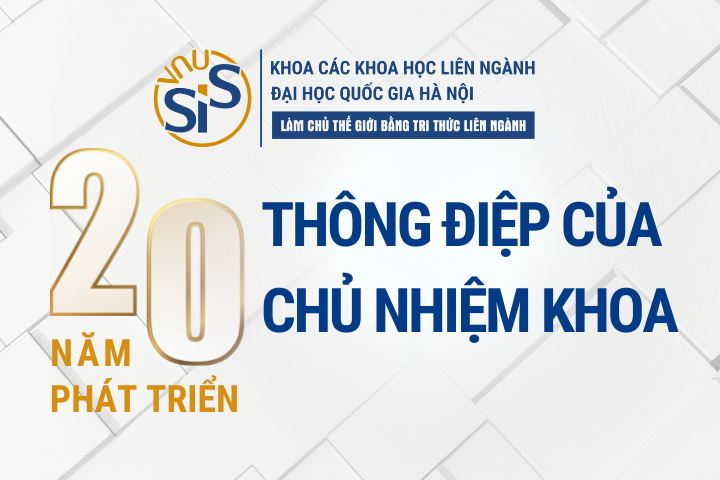 VNU
SiS
KHOA CÁC KHOA HỌC LIÊN NGÀNH
ĐẠI HỌC QUỐC GIA HÀ NỘI
LÀM CHỦ THẾ GIỚI BẰNG TRI THỨC LIÊN NGÀNH
20
NĂM
PHÁT TRIỂN
THÔNG ĐIỆP CỦA
CHỦ NHIỆM KHOA